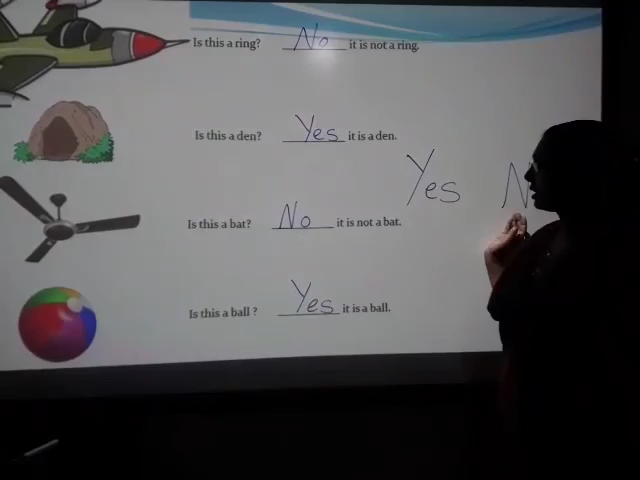 Is this a ring? No it is not a ring.
Is this a den? Yes it is a den.
Yes
Is this a bat? No it is not a bat.
Is this a ball ? Yes it is a ball.